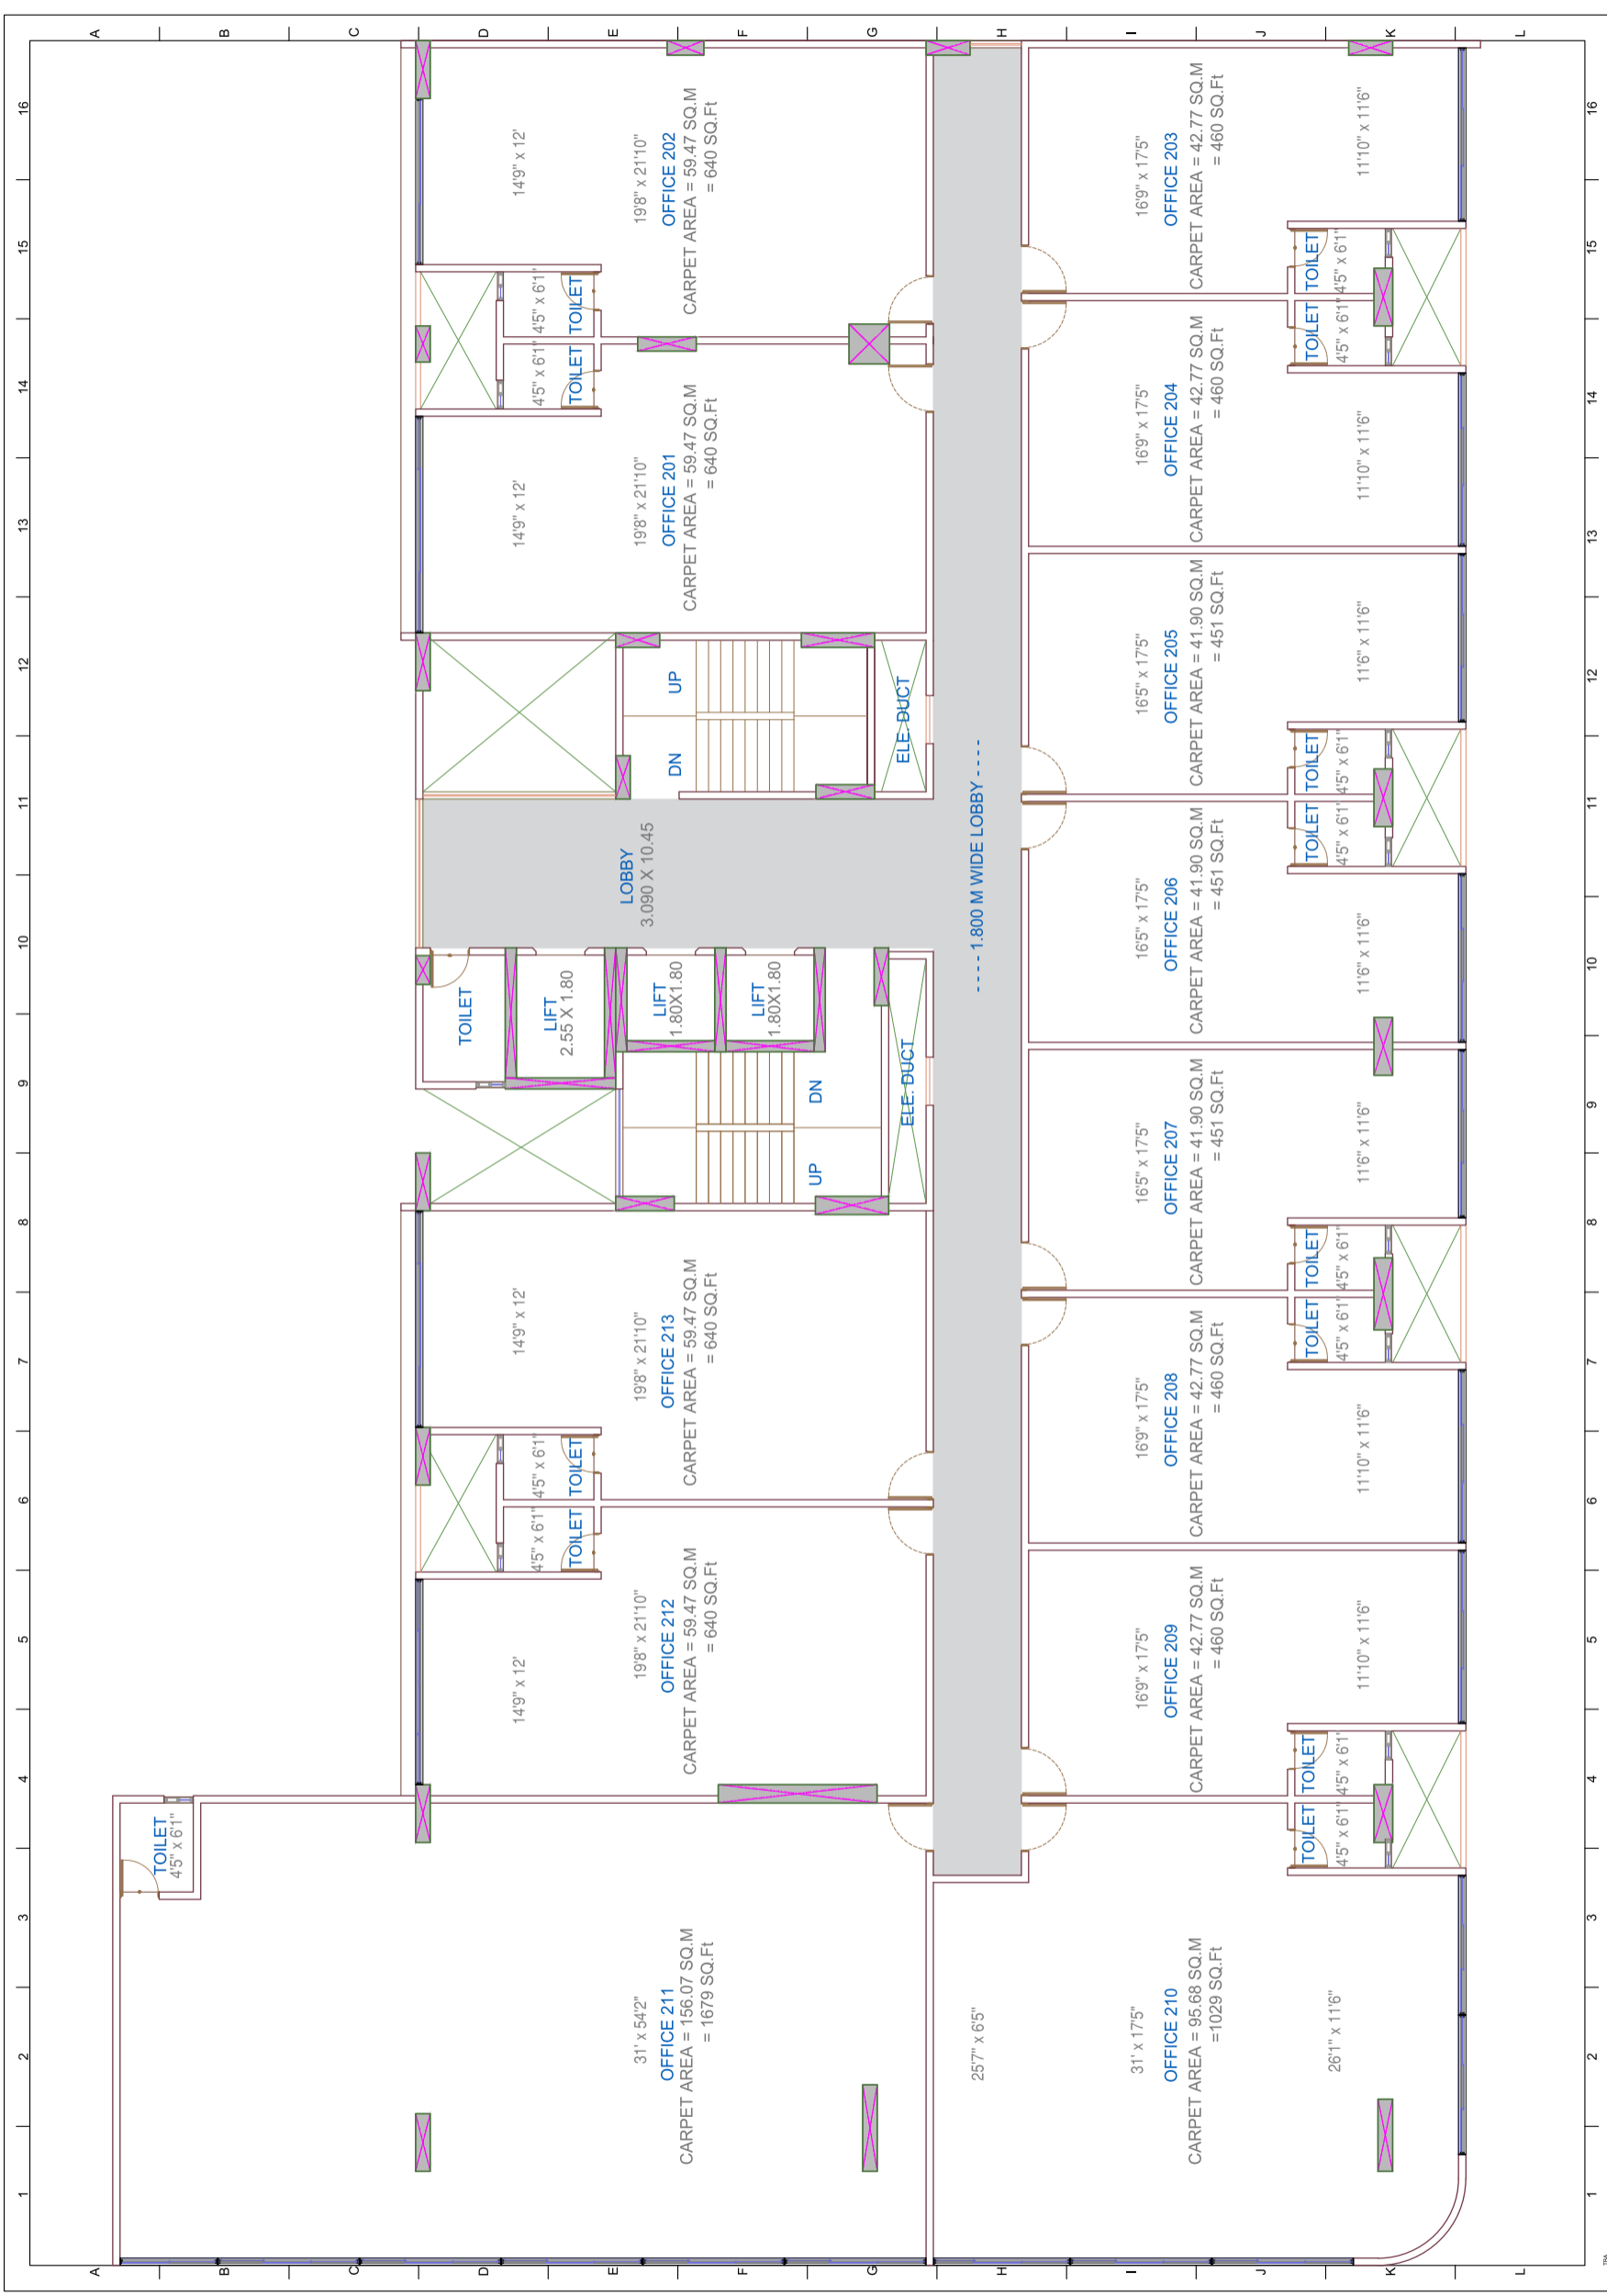 A
B
C
D
E
F
G
H
I
J
K
L
1
2
3
4
5
6
7
8
9
10
11
12
13
14
15
16
TOILET
4'5" x 6'1"
31' x 54'2"
OFFICE 211
CARPET AREA = 156.07 SQ.M
= 1679 SQ.Ft
14'9" x 12'
19'8" x 21'10"
OFFICE 212
CARPET AREA = 59.47 SQ.M
= 640 SQ.Ft
4'5" x 6'1"
4'5" x 6'1"
TOILET
TOILET
14'9" x 12'
19'8" x 21'10"
OFFICE 213
CARPET AREA = 59.47 SQ.M
= 640 SQ.Ft
UP
DN
ELE. DUCT
TOILET
LIFT
2.55 X 1.80
LIFT
1.80X1.80
LIFT
1.80X1.80
LOBBY
3.090 X 10.45
DN
UP
ELE. DUCT
14'9" x 12'
19'8" x 21'10"
OFFICE 201
CARPET AREA = 59.47 SQ.M
= 640 SQ.Ft
4'5" x 6'1"
4'5" x 6'1"
TOILET
TOILET
14'9" x 12'
19'8" x 21'10"
OFFICE 202
CARPET AREA = 59.47 SQ.M
= 640 SQ.Ft
---- 1.800 M WIDE LOBBY ----
25'7" x 6'5"
31' x 17'5"
OFFICE 210
CARPET AREA = 95.68 SQ.M
=1029 SQ.Ft
26'1" x 11'6"
TOILET
4'5" x 6'1"
TOILET
4'5" x 6'1"
16'9" x 17'5"
OFFICE 209
CARPET AREA = 42.77 SQ.M
= 460 SQ.Ft
11'10" x 11'6"
16'9" x 17'5"
OFFICE 208
CARPET AREA = 42.77 SQ.M
= 460 SQ.Ft
11'10" x 11'6"
TOILET
4'5" x 6'1"
TOILET
4'5" x 6'1"
16'5" x 17'5"
OFFICE 207
CARPET AREA = 41.90 SQ.M
= 451 SQ.Ft
11'6" x 11'6"
16'5" x 17'5"
OFFICE 206
CARPET AREA = 41.90 SQ.M
= 451 SQ.Ft
11'6" x 11'6"
TOILET
4'5" x 6'1"
TOILET
4'5" x 6'1"
16'5" x 17'5"
OFFICE 205
CARPET AREA = 41.90 SQ.M
= 451 SQ.Ft
11'6" x 11'6"
16'9" x 17'5"
OFFICE 204
CARPET AREA = 42.77 SQ.M
= 460 SQ.Ft
11'10" x 11'6"
TOILET
4'5" x 6'1"
TOILET
4'5" x 6'1"
16'9" x 17'5"
OFFICE 203
CARPET AREA = 42.77 SQ.M
= 460 SQ.Ft
11'10" x 11'6"
A
B
C
D
E
F
G
H
I
J
K
L
1
2
3
4
5
6
7
8
9
10
11
12
13
14
15
16